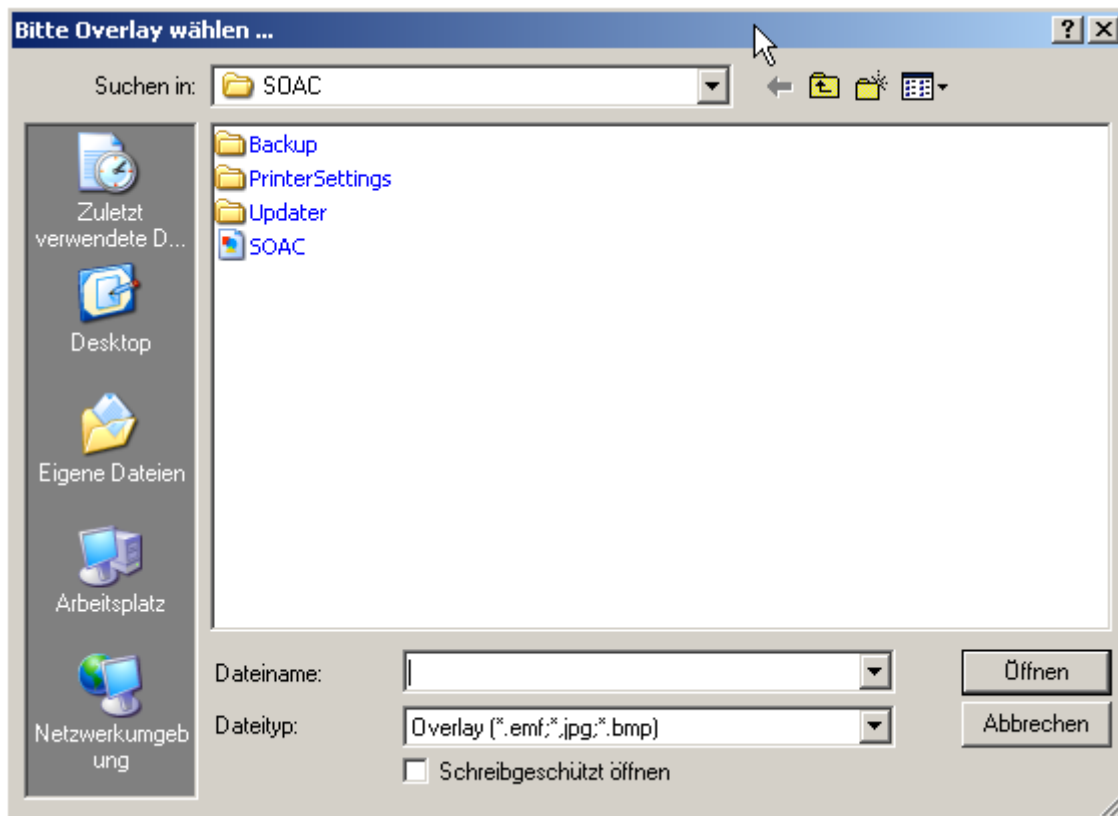 Bitte Overlay wählen ...
Suchen in:
SOAC
Zuletzt
verwendete D...
Desktop
Eigene Dateien
Arbeitsplatz
Netzwerkumgeb
ung
Backup
PrinterSettings
Updater
SOAC
Dateiname:
Öffnen
Dateityp:
Overlay (*.emf;*.jpg;*.bmp)
Abbrechen
Schreibgeschützt öffnen